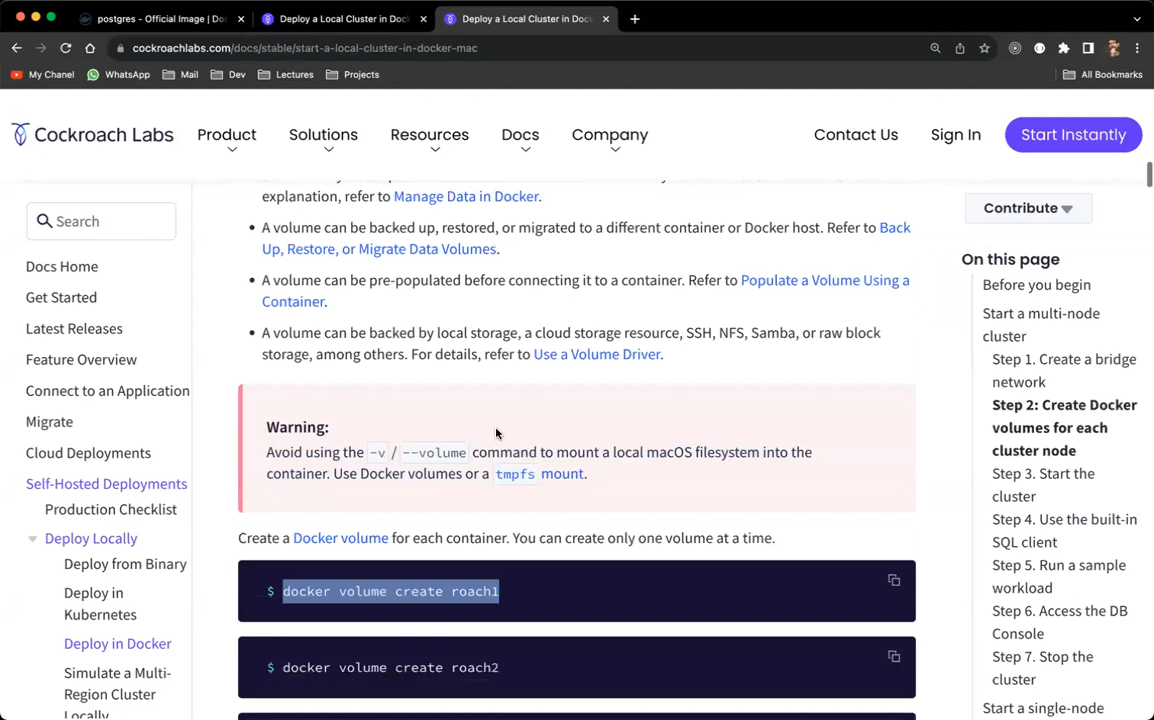 postgres - Official Image | Doc
Deploy a Local Cluster in Dock
Deploy a Local Cluster in Dock
cockroachlabs.com/docs/stable/start-a-local-cluster-in-docker-mac
My Chanel
WhatsApp
Mail
Dev
Lectures
Projects
All Bookmarks
Cockroach Labs
Product
Solutions
Resources
Docs
Company
Contact Us
Sign In
Start Instantly
Search
Docs Home
Get Started
Latest Releases
Feature Overview
Connect to an Application
Migrate
Cloud Deployments
Self-Hosted Deployments
Production Checklist
Deploy Locally
Deploy from Binary
Deploy in
Kubernetes
Deploy in Docker
Simulate a Multi-
Region Cluster
Locally
explanation, refer to Manage Data in Docker.
• A volume can be backed up, restored, or migrated to a different container or Docker host. Refer to Back
Up, Restore, or Migrate Data Volumes.
• A volume can be pre-populated before connecting it to a container. Refer to Populate a Volume Using a
Container.
• A volume can be backed by local storage, a cloud storage resource, SSH, NFS, Samba, or raw block
storage, among others. For details, refer to Use a Volume Driver.
Warning:
Avoid using the -v / --volume command to mount a local macOS filesystem into the
container. Use Docker volumes or a tmpfs mount.
Create a Docker volume for each container. You can create only one volume at a time.
$ docker volume create roach1
$ docker volume create roach2
Contribute
On this page
Before you begin
Start a multi-node
cluster
Step 1. Create a bridge
network
Step 2: Create Docker
volumes for each
cluster node
Step 3. Start the
cluster
Step 4. Use the built-in
SQL client
Step 5. Run a sample
workload
Step 6. Access the DB
Console
Step 7. Stop the
cluster
Start a single-node